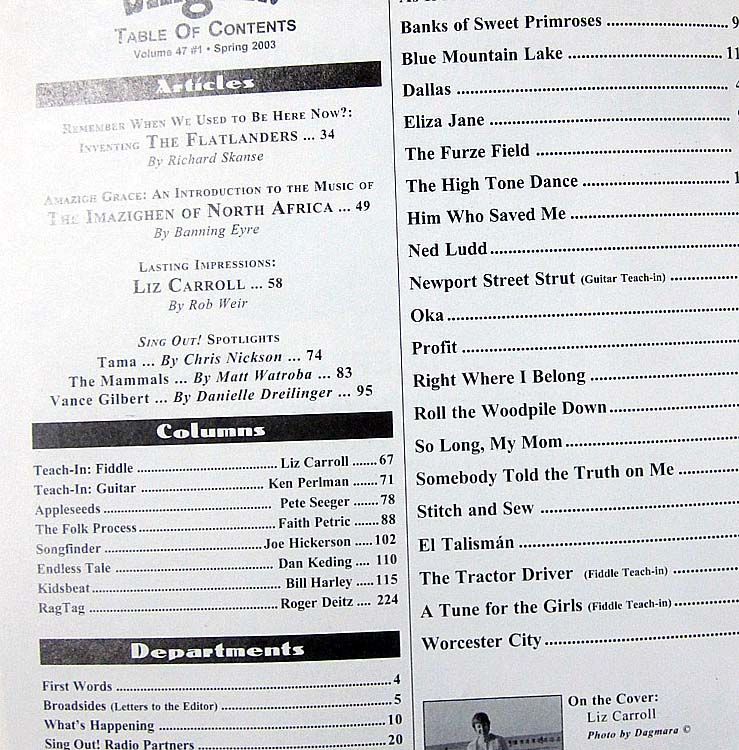 TABLE OF CONTENTS
Volume 47 #1 • Spring 2003
Articles
REMEMBER WHEN WE USED TO BE HERE NOW?:
INVENTING THE FLATLANDERS ... 34
By Richard Skanse
AMAZIGH GRACE: AN INTRODUCTION TO THE MUSIC OF
THE IMAZIGHEN OF NORTH AFRICA ... 49
By Banning Eyre
LASTING IMPRESSIONS:
LIZ CARROLL ... 58
By Rob Weir
SING OUT! SPOTLIGHTS
Tama ... By Chris Nickson ... 74
The Mammals ... By Matt Watroba ... 83
Vance Gilbert ... By Danielle Dreilinger ... 95
Columns
Teach-In: Fiddle ... Liz Carroll ... 67
Teach-In: Guitar ... Ken Perlman ... 71
Appleseeds ... Pete Seeger ... 78
The Folk Process ... Faith Petric ... 88
Songfinder ... Joe Hickerson ... 102
Endless Tale ... Dan Keding ... 110
Kidsbeat ... Bill Harley ... 115
RagTag ... Roger Deitz ... 224
Departments
First Words ... 4
Broadsides (Letters to the Editor) ... 5
What's Happening ... 10
Sing Out! Radio Partners ... 20
Banks of Sweet Primroses ... 9
Blue Mountain Lake ... 11
Dallas ...
Eliza Jane ...
The Furze Field ...
The High Tone Dance ... 1
Him Who Saved Me ...
Ned Ludd ...
Newport Street Strut (Guitar Teach-in) ...
Oka ...
Profit ...
Right Where I Belong ...
Roll the Woodpile Down ...
So Long, My Mom ...
Somebody Told the Truth on Me ...
Stitch and Sew ...
El Talismán ...
The Tractor Driver (Fiddle Teach-in) ...
A Tune for the Girls (Fiddle Teach-in) ...
Worcester City ...
On the Cover:
Liz Carroll
Photo by Dagmara ©